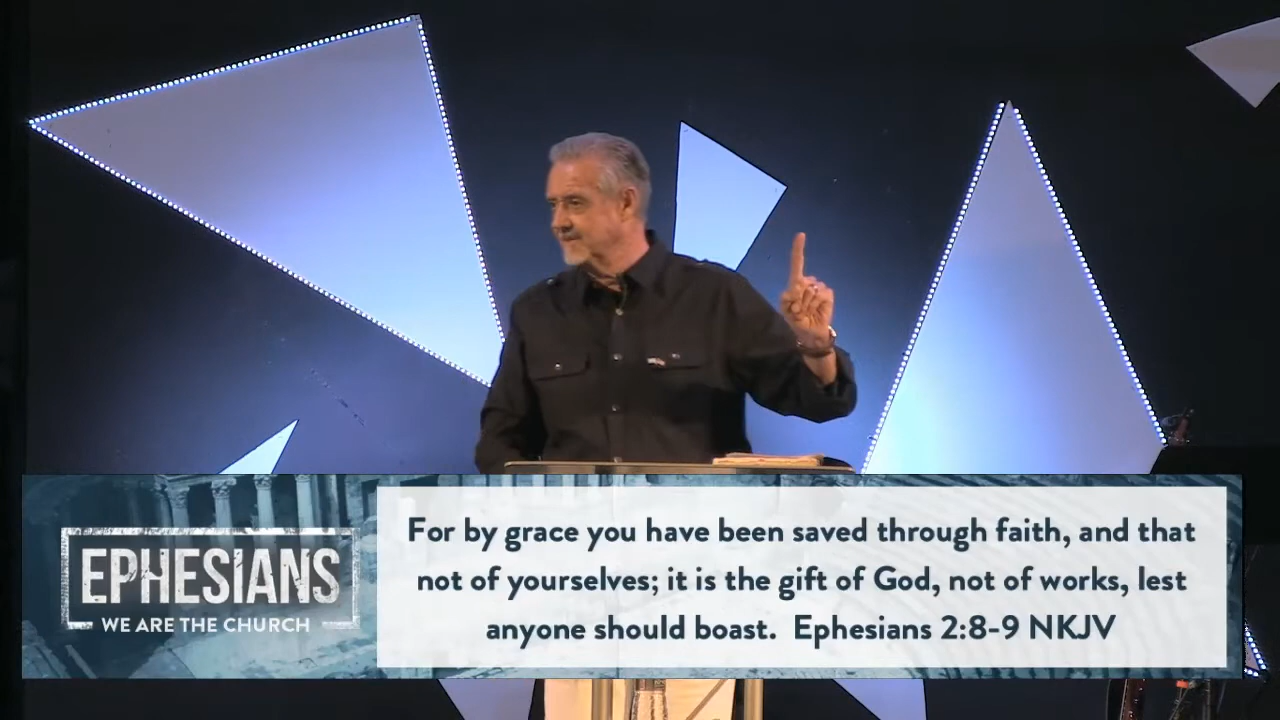 EPHESIANS
WE ARE THE CHURCH
For by grace you have been saved through faith, and that
not of yourselves; it is the gift of God, not of works, lest
anyone should boast.  Ephesians 2:8-9 NKJV